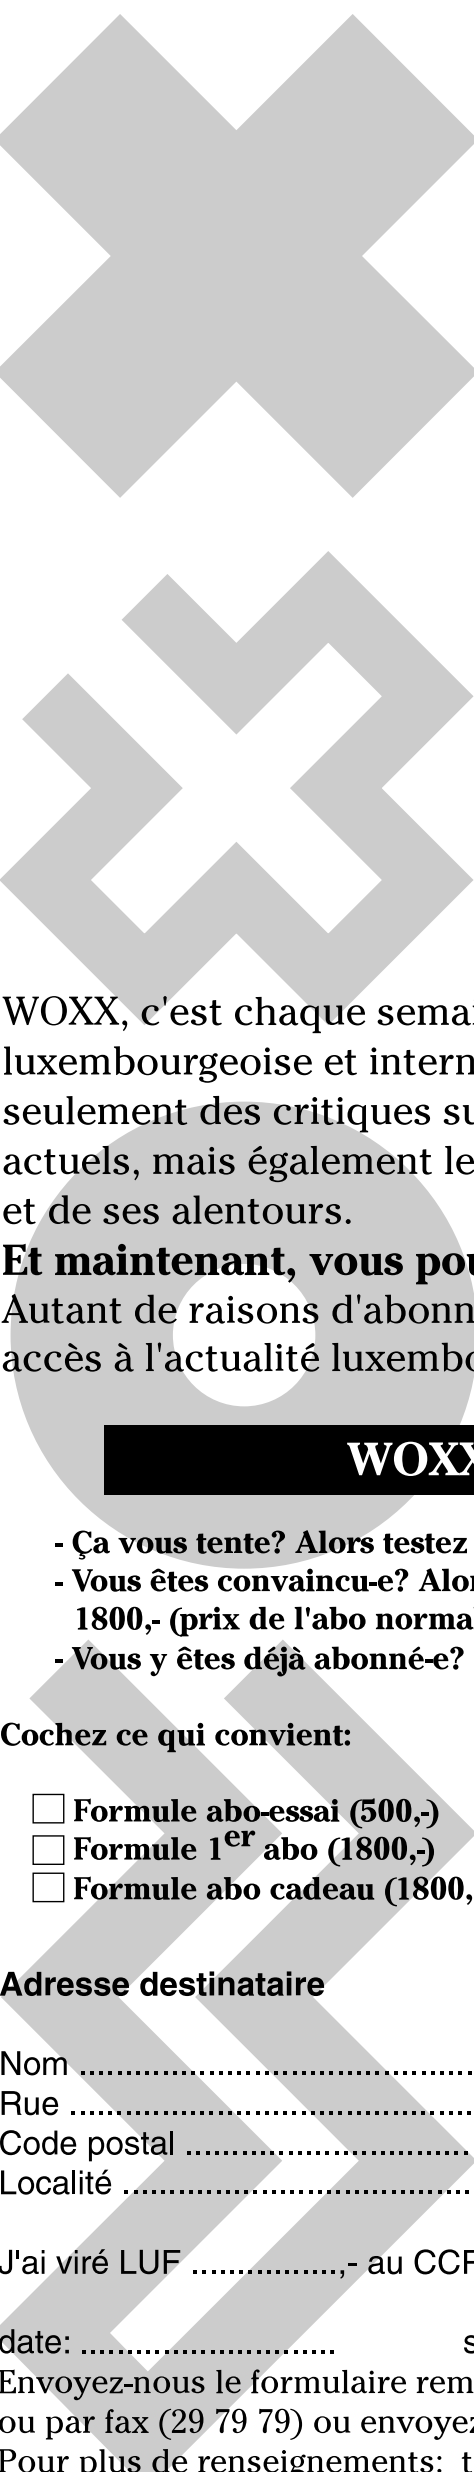 WOXX, c'est chaque semai
luxembourgeoise et intern
seulement des critiques su
actuels, mais également le
et de ses alentours.
Et maintenant, vous pou
Autant de raisons d'abonn
accès à l'actualité luxembo
WOXX
- Ça vous tente? Alors testez
- Vous êtes convaincu-e? Alor
1800,- (prix de l'abo norma
- Vous y êtes déjà abonné-e?
Cochez ce qui convient:
Formule abo-essai (500,-)
Formule 1er abo (1800,-)
Formule abo cadeau (1800,
Adresse destinataire
Nom ................................................
Rue .................................................
Code postal ...................................
Localité ...........................................
J'ai viré LUF ..................,- au CCP
date: ...............................
Envoyez-nous le formulaire rem
ou par fax (29 79 79) ou envoyez
Pour plus de renseignements: t